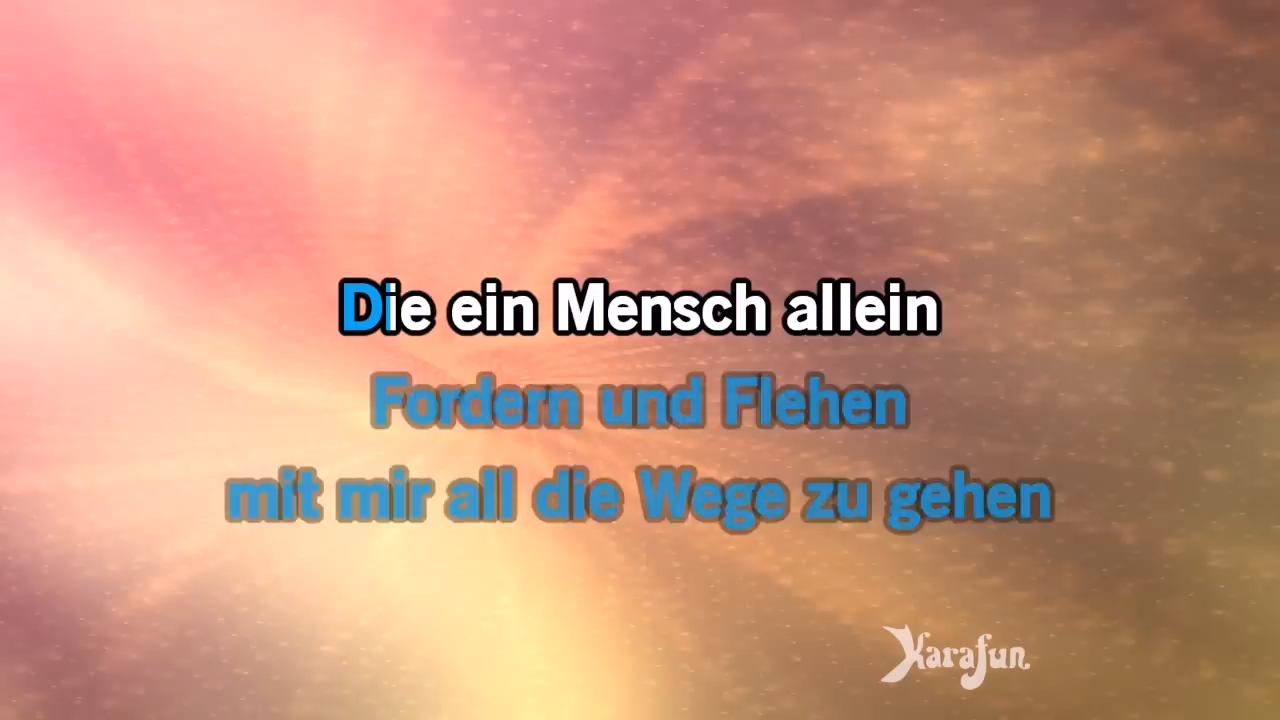 Die ein Mensch allein
Fordern und Flehen
mit mir all die Wege zu gehen
Karafun